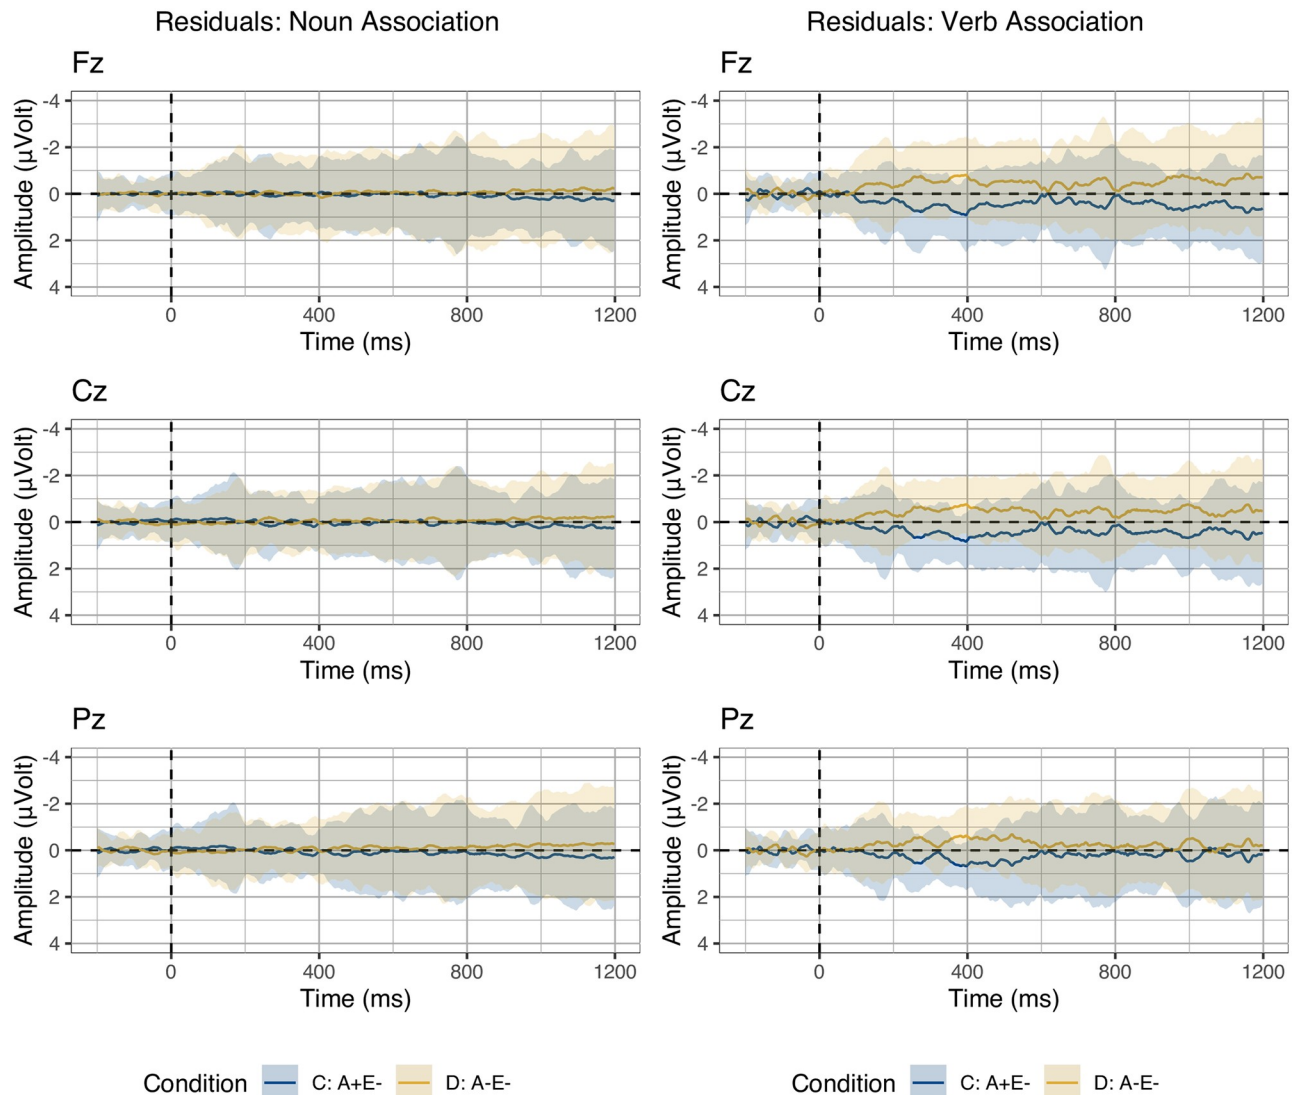 Residuals: Noun Association
Fz
Amplitude (µVolt)
-4
-2
0
2
4
0 400 800 1200
Time (ms)
Cz
Amplitude (µVolt)
-4
-2
0
2
4
0 400 800 1200
Time (ms)
Pz
Amplitude (µVolt)
-4
-2
0
2
4
0 400 800 1200
Time (ms)
Condition C: A+E- D: A-E-
Residuals: Verb Association
Fz
Amplitude (µVolt)
-4
-2
0
2
4
0 400 800 1200
Time (ms)
Cz
Amplitude (µVolt)
-4
-2
0
2
4
0 400 800 1200
Time (ms)
Pz
Amplitude (µVolt)
-4
-2
0
2
4
0 400 800 1200
Time (ms)
Condition C: A+E- D: A-E-